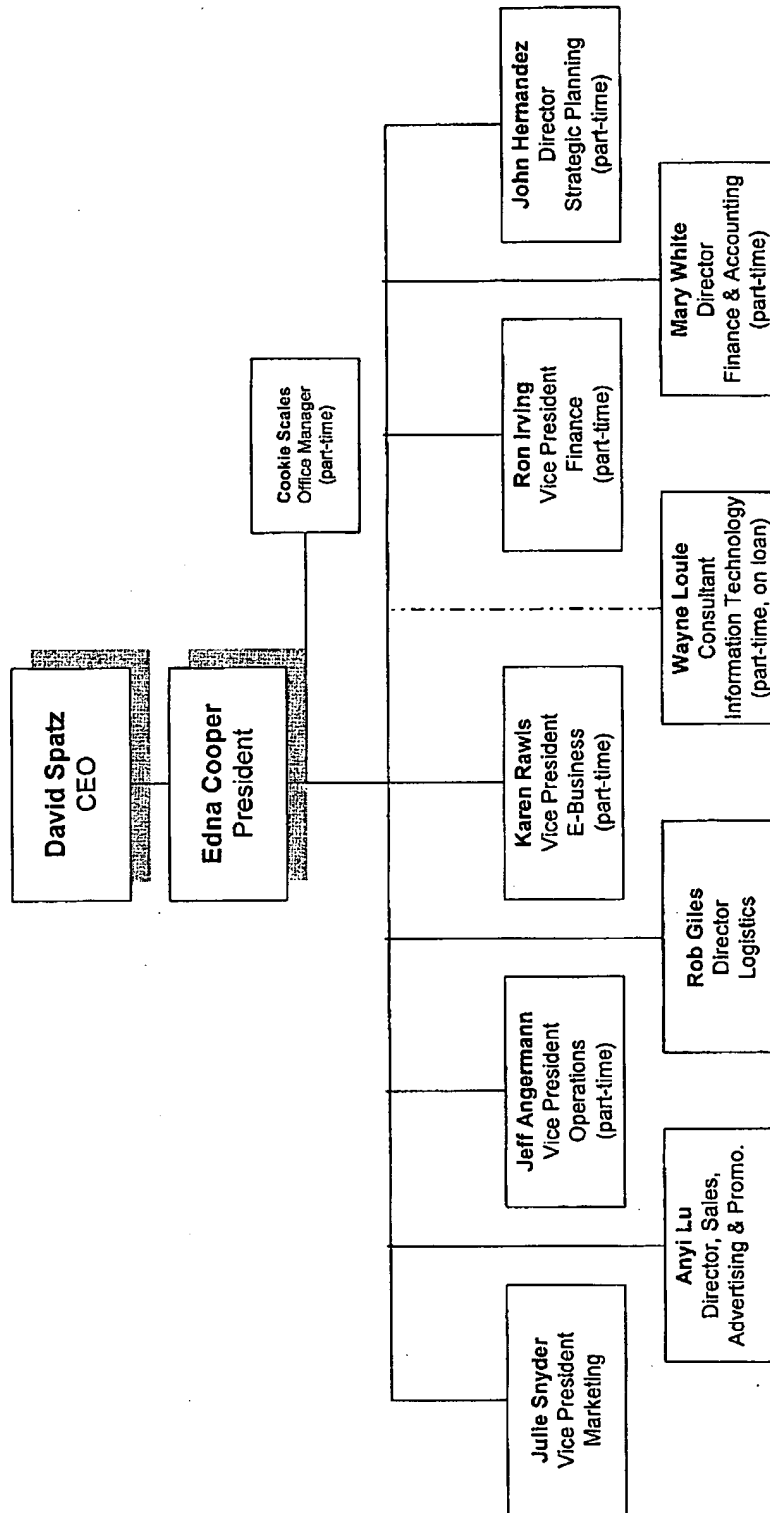 David Spatz
CEO
Edna Cooper
President
Cookie Scales
Office Manager
(part-time)
Julie Snyder
Vice President
Marketing
Jeff Angermann
Vice President
Operations
(part-time)
Karen Rawls
Vice President
E-Business
(part-time)
Ron Irving
Vice President
Finance
(part-time)
John Hernandez
Director
Strategic Planning
(part-time)
Anyi Lu
Director, Sales,
Advertising & Promo.
Rob Giles
Director
Logistics
Wayne Louie
Consultant
Information Technology
(part-time, on loan)
Mary White
Director
Finance & Accounting
(part-time)